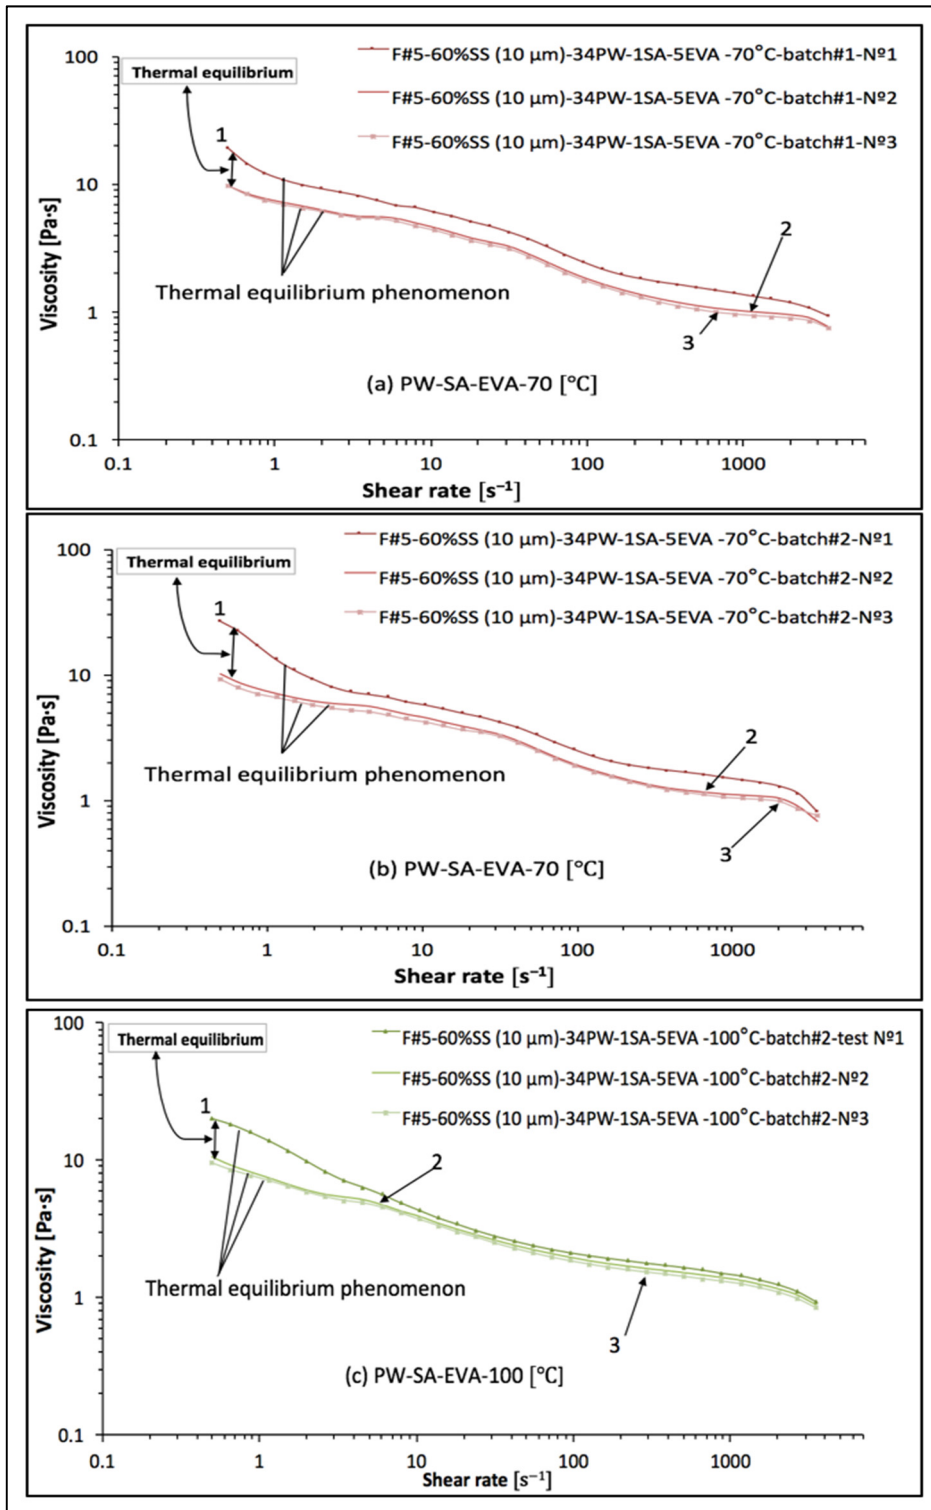 F#5-60%SS (10 µm)-34PW-1SA-5EVA -70°C-batch#1-Nº1
100
Thermal equilibrium
F#5-60%SS (10 µm)-34PW-1SA-5EVA -70°C-batch#1-Nº2
1
F#5-60%SS (10 µm)-34PW-1SA-5EVA -70°C-batch#1-Nº3
10
2
Viscosity [Pa·s]
Thermal equilibrium phenomenon
1
3
(a) PW-SA-EVA-70 [°C]
0.1
0.1 1 10 100 1000
Shear rate [s⁻¹]
F#5-60%SS (10 µm)-34PW-1SA-5EVA -70°C-batch#2-Nº1
100
Thermal equilibrium
F#5-60%SS (10 µm)-34PW-1SA-5EVA -70°C-batch#2-Nº2
1
F#5-60%SS (10 µm)-34PW-1SA-5EVA -70°C-batch#2-Nº3
10
2
Viscosity [Pa·s]
Thermal equilibrium phenomenon
1
3
(b) PW-SA-EVA-70 [°C]
0.1
0.1 1 10 100 1000
Shear rate [s⁻¹]
100
F#5-60%SS (10 µm)-34PW-1SA-5EVA -100°C-batch#2-test Nº1
Thermal equilibrium
F#5-60%SS (10 µm)-34PW-1SA-5EVA -100°C-batch#2-Nº2
1
F#5-60%SS (10 µm)-34PW-1SA-5EVA -100°C-batch#2-Nº3
10
2
Viscosity [Pa·s]
Thermal equilibrium phenomenon
1
3
(c) PW-SA-EVA-100 [°C]
0.1
0.1 1 10 100 1000
Shear rate [s⁻¹]